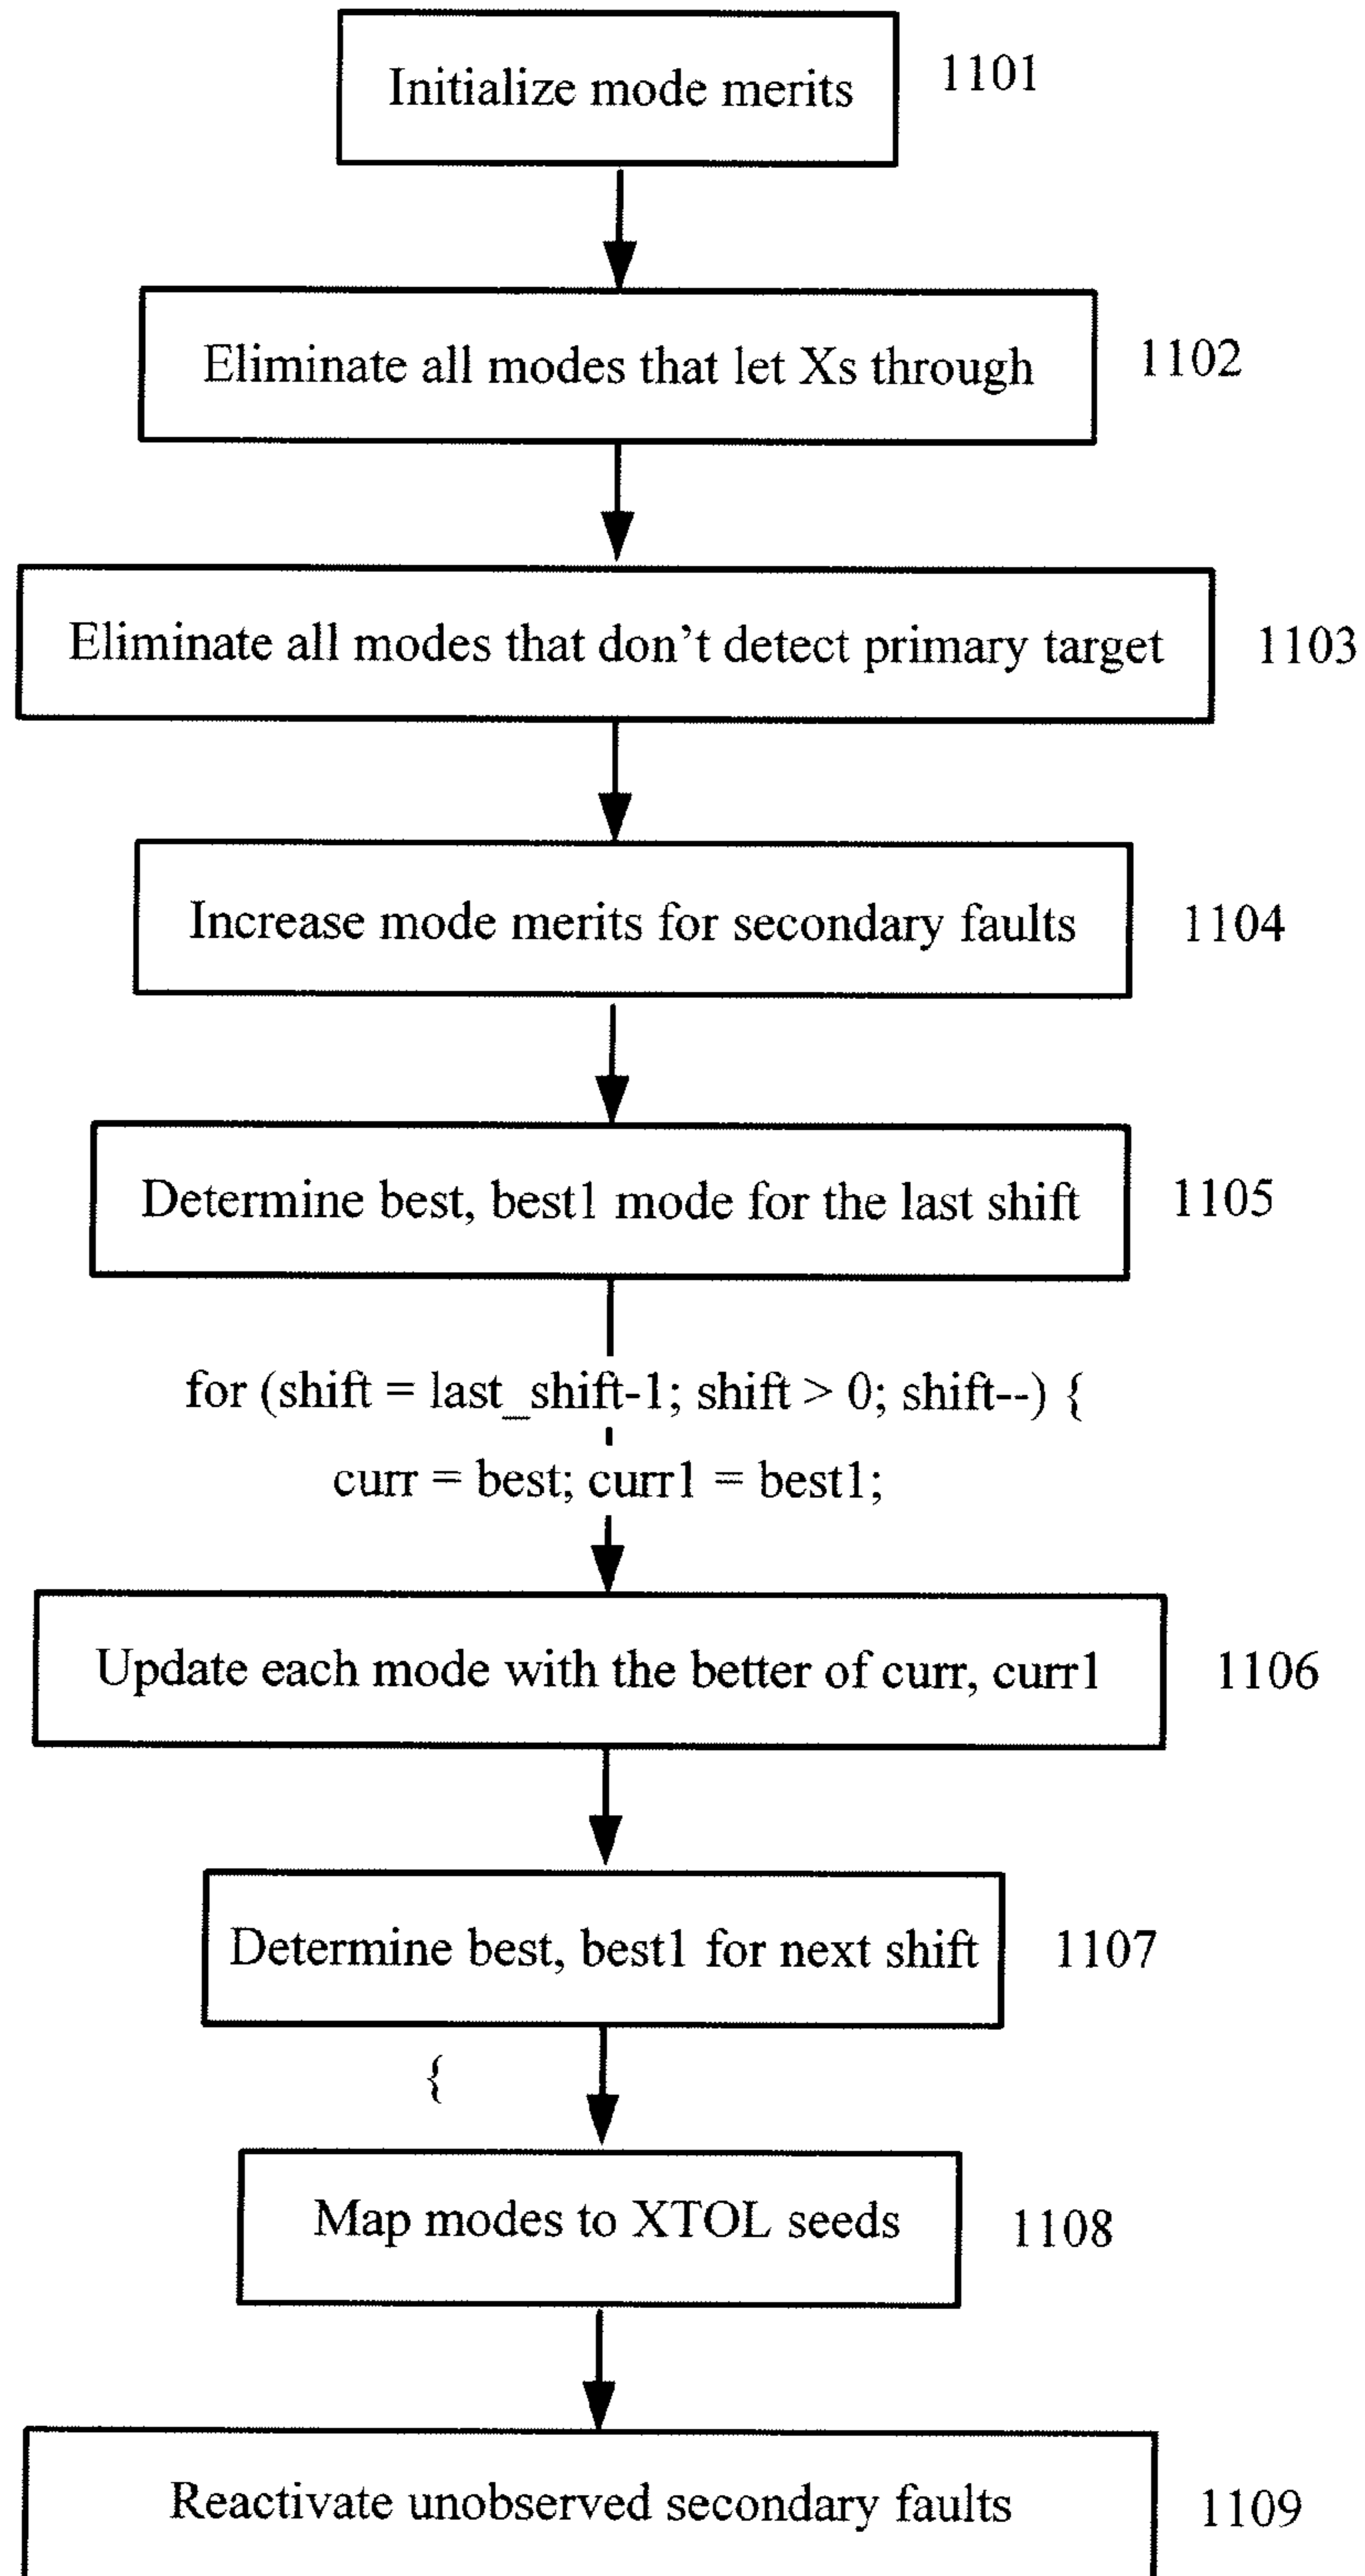 Initialize mode merits 1101
Eliminate all modes that let Xs through 1102
Eliminate all modes that don't detect primary target 1103
Increase mode merits for secondary faults 1104
Determine best, best1 mode for the last shift 1105
for (shift = last_shift-1; shift > 0; shift--) {
curr = best; curr1 = best1;
Update each mode with the better of curr, curr1 1106
Determine best, best1 for next shift 1107
{
Map modes to XTOL seeds 1108
Reactivate unobserved secondary faults 1109